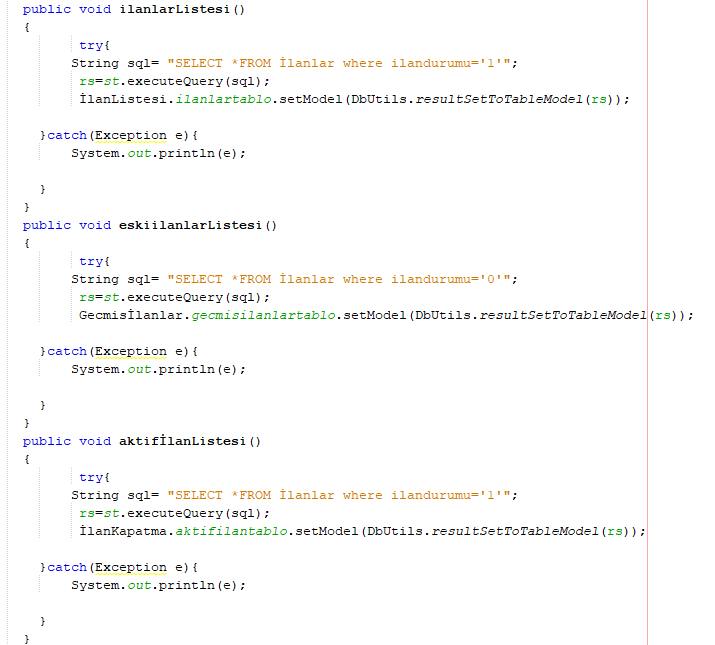 public void ilanlarListesi()
{
try{
String sql= "SELECT *FROM İlanlar where ilandurumu='1'";
rs=st.executeQuery(sql);
İlanListesi.ilanlartablo.setModel(DbUtils.resultSetToTableModel(rs));
}catch(Exception e){
System.out.println(e);
}
}
public void eskiilanlarListesi()
{
try{
String sql= "SELECT *FROM İlanlar where ilandurumu='0'";
rs=st.executeQuery(sql);
Gecmisİlanlar.gecmisilanlartablo.setModel(DbUtils.resultSetToTableModel(rs));
}catch(Exception e){
System.out.println(e);
}
}
public void aktifİlanListesi()
{
try{
String sql= "SELECT *FROM İlanlar where ilandurumu='1'";
rs=st.executeQuery(sql);
İlanKapatma.aktifilantablo.setModel(DbUtils.resultSetToTableModel(rs));
}catch(Exception e){
System.out.println(e);
}
}